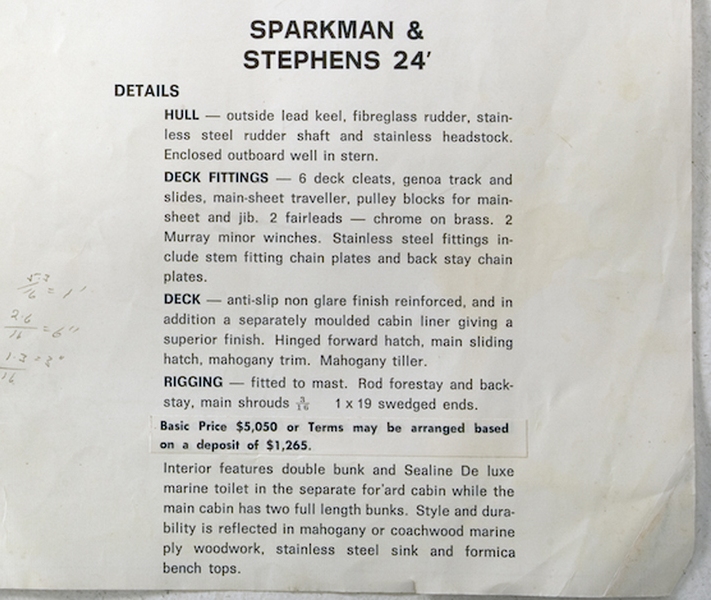 SPARKMAN &
STEPHENS 24′
DETAILS
HULL — outside lead keel, fibreglass rudder, stain-
less steel rudder shaft and stainless headstock.
Enclosed outboard well in stern.
DECK FITTINGS — 6 deck cleats, genoa track and
slides, main-sheet traveller, pulley blocks for main-
sheet and jib. 2 fairleads — chrome on brass. 2
Murray minor winches. Stainless steel fittings in-
clude stem fitting chain plates and back stay chain
plates.
DECK — anti-slip non glare finish reinforced, and in
addition a separately moulded cabin liner giving a
superior finish. Hinged forward hatch, main sliding
hatch, mahogany trim. Mahogany tiller.
RIGGING — fitted to mast. Rod forestay and back-
stay, main shrouds 3/16 1 x 19 swedged ends.
Basic Price $5,050 or Terms may be arranged based
on a deposit of $1,265.
Interior features double bunk and Sealine De luxe
marine toilet in the separate for'ard cabin while the
main cabin has two full length bunks. Style and dura-
bility is reflected in mahogany or coachwood marine
ply woodwork, stainless steel sink and formica
bench tops.